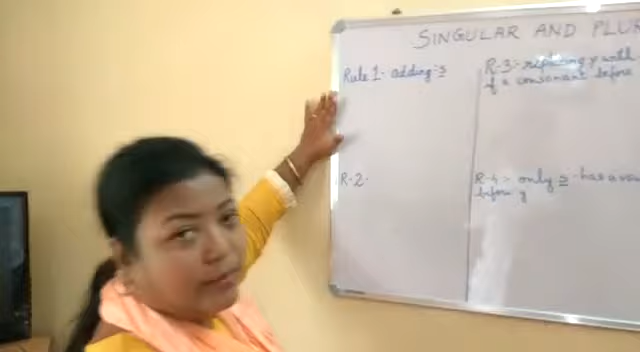 SINGULAR AND PLUR
Rule 1- adding -s
R-3:- replacing y with
if a consonant before
R-2-
R-4:- only s - has a vow
before y